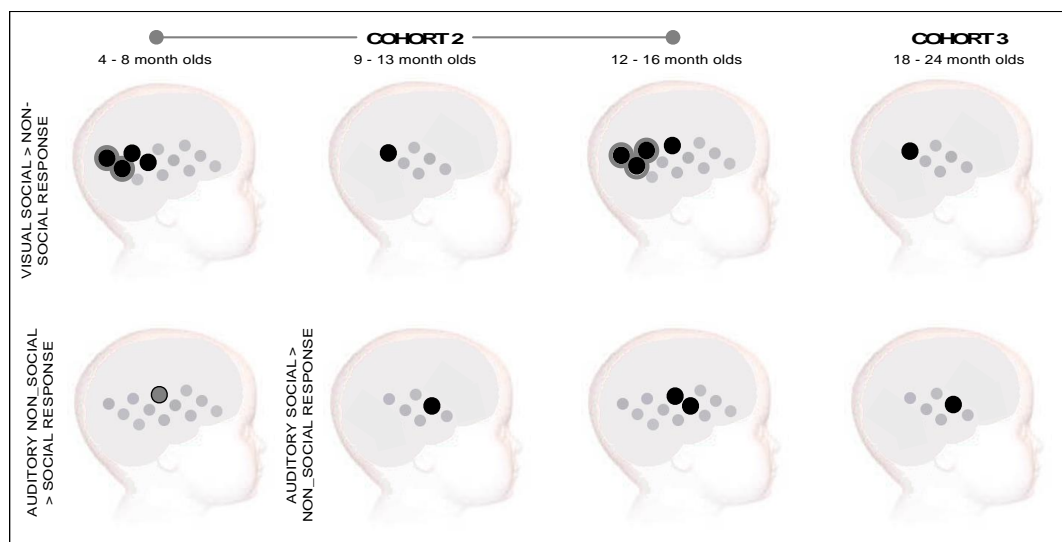 COHORT 2
COHORT 3
4 - 8 month olds
9 - 13 month olds
12 - 16 month olds
18 - 24 month olds
VISUAL SOCIAL > NON-
SOCIAL RESPONSE
AUDITORY NON_SOCIAL
> SOCIAL RESPONSE
AUDITORY SOCIAL >
NON_SOCIAL RESPONSE